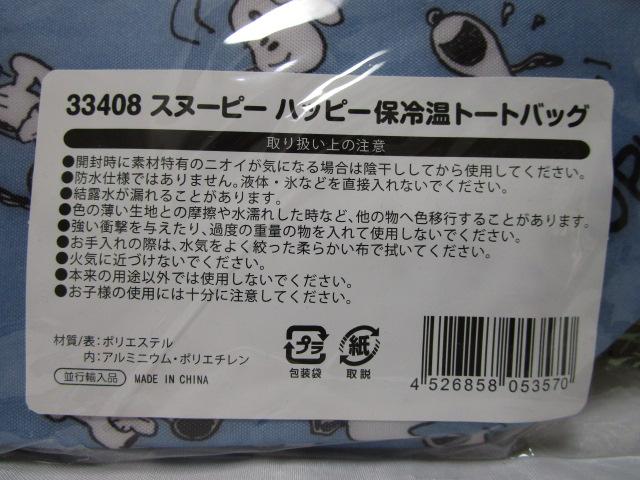 33408 スヌーピー ハッピー保冷温トートバッグ
取り扱い上の注意
●開封時に素材特有のニオイが気になる場合は陰干ししてから使用してください。
●防水仕様ではありません。液体・氷などを直接入れないでください。
●結露水が漏れることがあります。
●色の薄い生地との摩擦や水濡れした時など、他の物へ色移行することがあります。
●強い衝撃を与えたり、過度の重量の物を入れて使用しないでください。
●お手入れの際は、水気をよく絞った柔らかい布で拭いてください。
●火気に近づけないでください。
●本来の用途以外では使用しないでください。
●お子様の使用には十分に注意してください。
材質/表:ポリエステル
内:アルミニウム・ポリエチレン
並行輸入品 MADE IN CHINA
プラ
包装袋
紙
取説
4 526858 053570